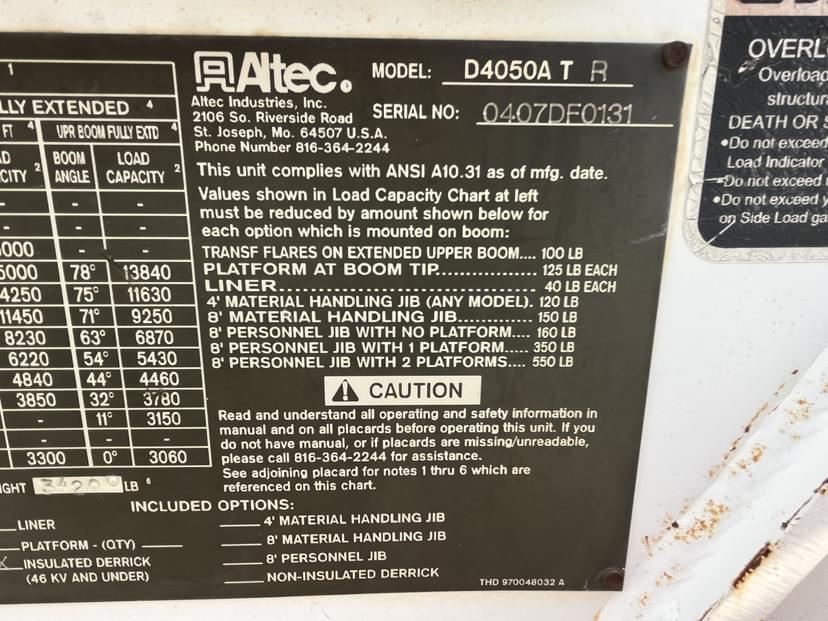 1
LLY EXTENDED 4
FT 4 UPR BOOM FULLY EXTD 4
AD CITY 2 BOOM ANGLE LOAD CAPACITY 2
- - -
- - -
000 - -
5000 78° 13840
4250 75° 11630
11450 71° 9250
8230 63° 6870
6220 54° 5430
4840 44° 4460
3850 32° 3780
- 11° 3150
- - -
3300 0° 3060
IGHT LB 6
Altec®
MODEL: D4050A T R
Altec Industries, Inc.
2106 So. Riverside Road
St. Joseph, Mo. 64507 U.S.A.
Phone Number 816-364-2244
SERIAL NO: 0407DF0131
This unit complies with ANSI A10.31 as of mfg. date.
Values shown in Load Capacity Chart at left
must be reduced by amount shown below for
each option which is mounted on boom:
TRANSF FLARES ON EXTENDED UPPER BOOM.... 100 LB
PLATFORM AT BOOM TIP............... 125 LB EACH
LINER................................... 40 LB EACH
4' MATERIAL HANDLING JIB (ANY MODEL). 120 LB
8' MATERIAL HANDLING JIB............ 150 LB
8' PERSONNEL JIB WITH NO PLATFORM.... 160 LB
8' PERSONNEL JIB WITH 1 PLATFORM..... 350 LB
8' PERSONNEL JIB WITH 2 PLATFORMS.... 550 LB
CAUTION
Read and understand all operating and safety information in
manual and on all placards before operating this unit. If you
do not have manual, or if placards are missing/unreadable,
please call 816-364-2244 for assistance.
See adjoining placard for notes 1 thru 6 which are
referenced on this chart.
INCLUDED OPTIONS:
LINER
PLATFORM - (QTY)
X INSULATED DERRICK
(46 KV AND UNDER)
4' MATERIAL HANDLING JIB
8' MATERIAL HANDLING JIB
8' PERSONNEL JIB
NON-INSULATED DERRICK
THD 970048032 A
OVERL
Overload
structur
DEATH OR S
•Do not exceed
Load Indicator
•Do not exceed
•Do not exceed y
on Side Load ga